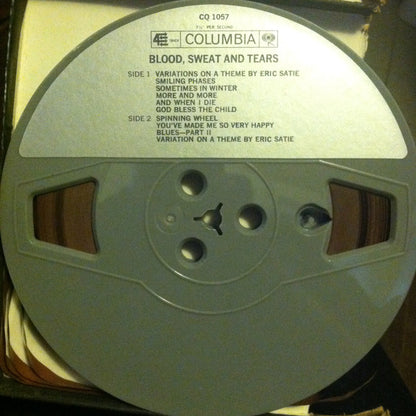 CQ 1057
7½" PER SECOND
4 TRACK COLUMBIA
BLOOD, SWEAT AND TEARS
SIDE 1 VARIATIONS ON A THEME BY ERIC SATIE
SMILING PHASES
SOMETIMES IN WINTER
MORE AND MORE
AND WHEN I DIE
GOD BLESS THE CHILD
SIDE 2 SPINNING WHEEL
YOU'VE MADE ME SO VERY HAPPY
BLUES—PART II
VARIATION ON A THEME BY ERIC SATIE